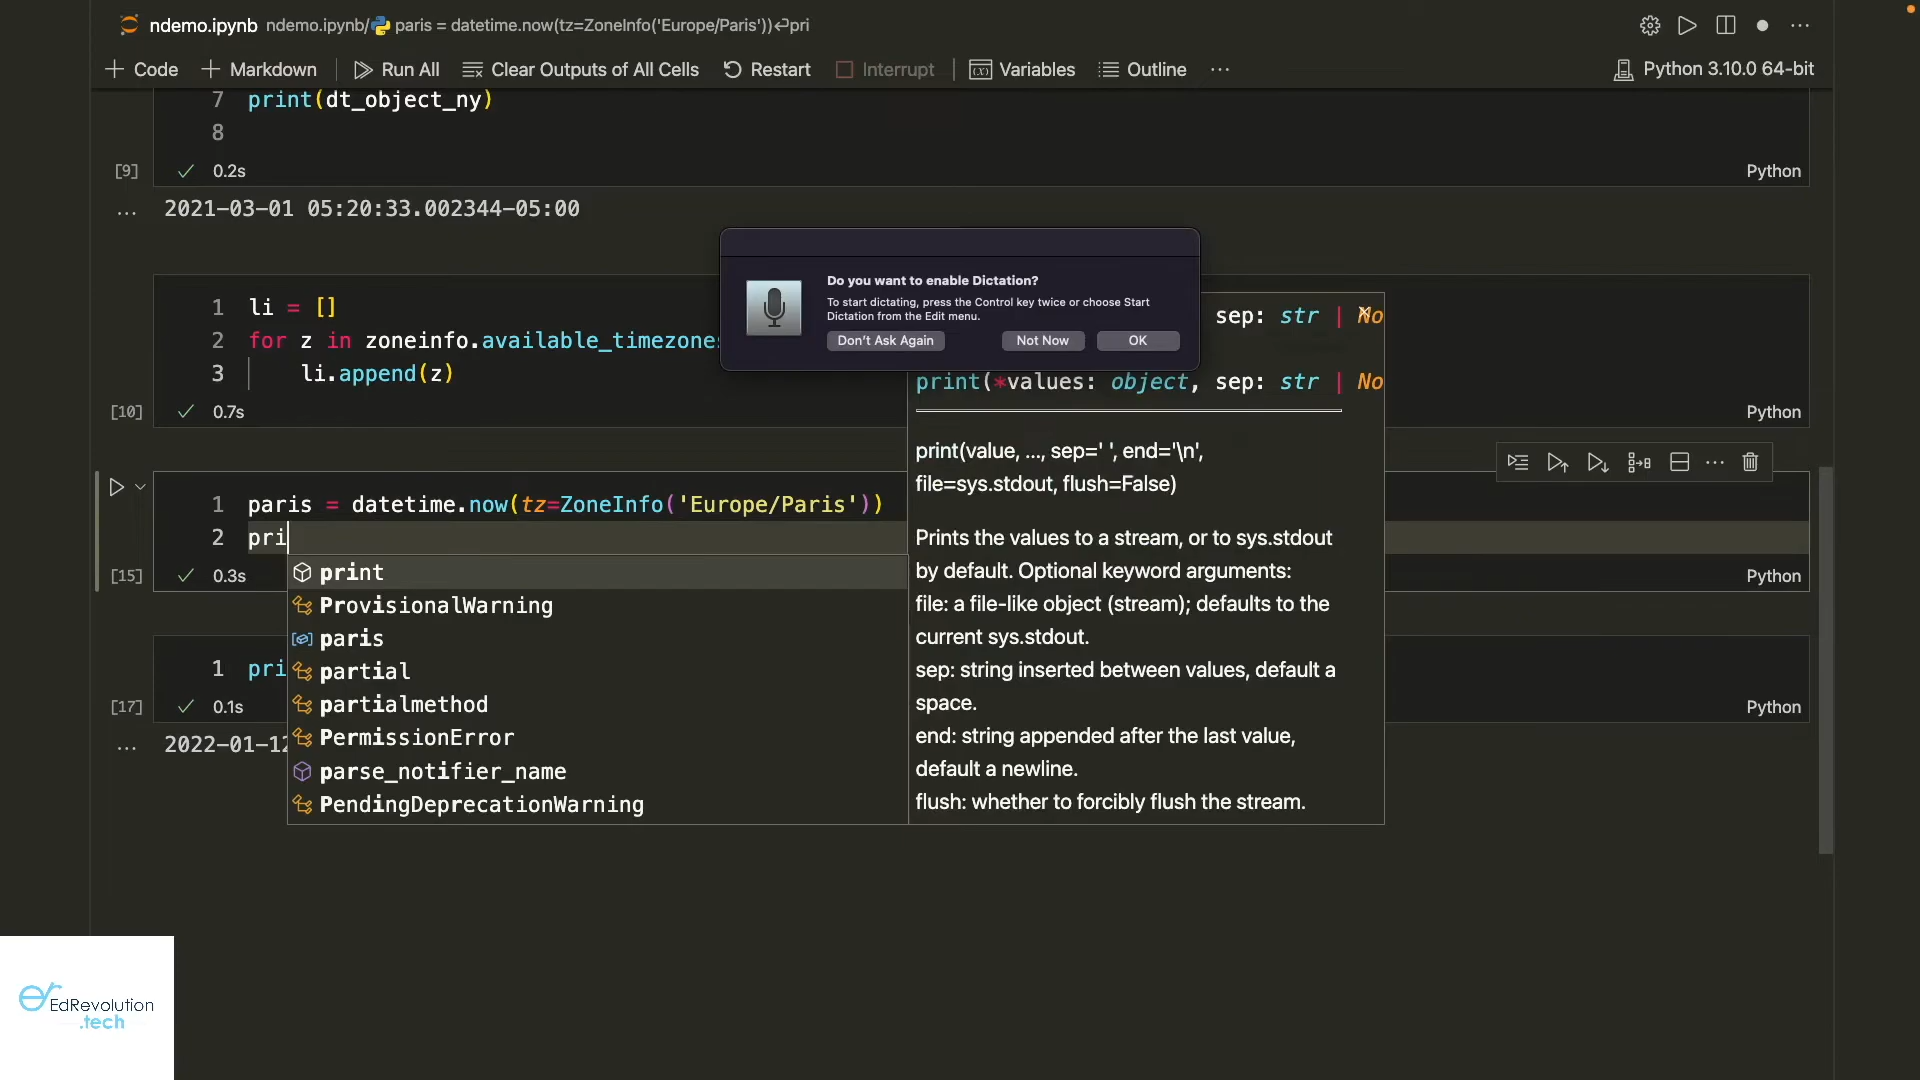 ndemo.ipynb ndemo.ipynb/ paris = datetime.now(tz=ZoneInfo('Europe/Paris'))↩pri
Code Markdown Run All Clear Outputs of All Cells Restart Interrupt Variables Outline ... Python 3.10.0 64-bit
7 print(dt_object_ny)
8
[9] ✓ 0.2s Python
... 2021-03-01 05:20:33.002344-05:00
Do you want to enable Dictation?
To start dictating, press the Control key twice or choose Start
Dictation from the Edit menu.
Don't Ask Again Not Now OK
1 li = []
2 for z in zoneinfo.available_timezones
3 li.append(z)
[10] ✓ 0.7s Python
sep: str | No
print(*values: object, sep: str | No
print(value, ..., sep=' ', end='\n',
file=sys.stdout, flush=False)
Prints the values to a stream, or to sys.stdout
by default. Optional keyword arguments:
file: a file-like object (stream); defaults to the
current sys.stdout.
sep: string inserted between values, default a
space.
end: string appended after the last value,
default a newline.
flush: whether to forcibly flush the stream.
1 paris = datetime.now(tz=ZoneInfo('Europe/Paris'))
2 pri
[15] ✓ 0.3s Python
print
ProvisionalWarning
paris
partial
partialmethod
PermissionError
parse_notifier_name
PendingDeprecationWarning
1 pri
[17] ✓ 0.1s Python
... 2022-01-12
er EdRevolution
.tech